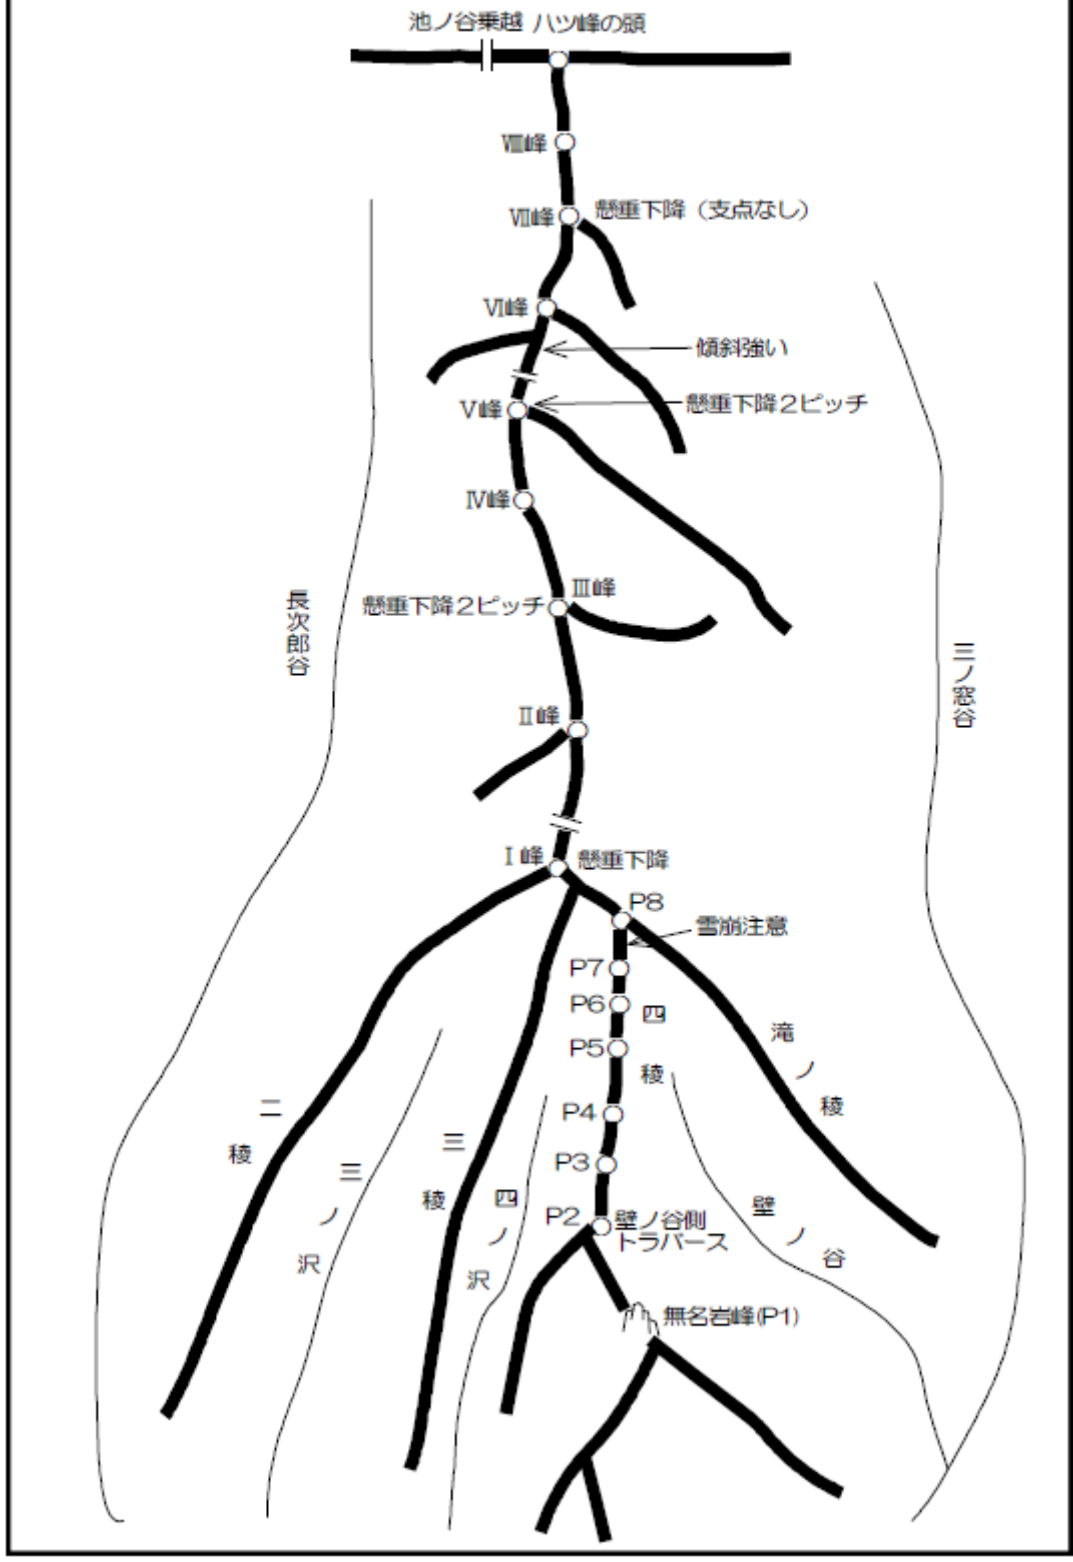 池ノ谷乗越 八ツ峰の頭
Ⅷ峰
Ⅶ峰 懸垂下降（支点なし）
Ⅵ峰
傾斜強い
Ⅴ峰 懸垂下降２ピッチ
Ⅳ峰
Ⅲ峰
懸垂下降２ピッチ
長次郎谷
三ノ窓谷
Ⅱ峰
Ⅰ峰 懸垂下降
P8
雪崩注意
P7
P6
P5
四稜
滝ノ稜
P4
二稜
三ノ沢
三稜
P3
四ノ沢
P2 壁ノ谷側
トラバース
壁ノ谷
無名岩峰(P1)